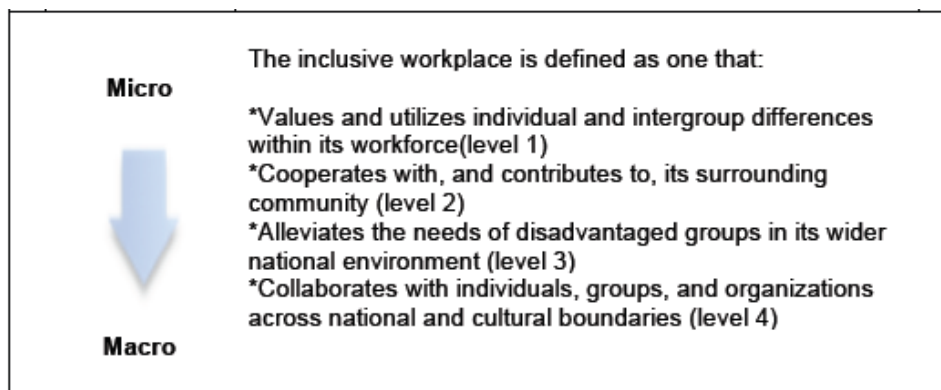 The inclusive workplace is defined as one that:
Micro
*Values and utilizes individual and intergroup differences
within its workforce(level 1)
*Cooperates with, and contributes to, its surrounding
community (level 2)
*Alleviates the needs of disadvantaged groups in its wider
national environment (level 3)
*Collaborates with individuals, groups, and organizations
across national and cultural boundaries (level 4)
Macro